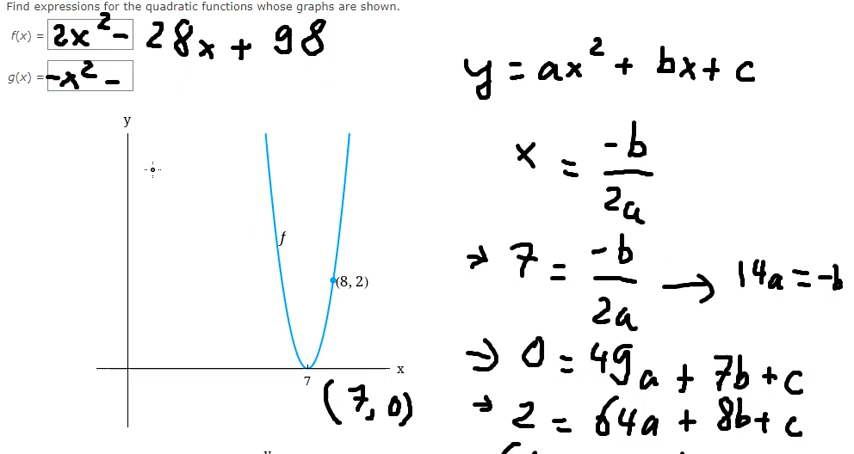 Find expressions for the quadratic functions whose graphs are shown.
f(x) = 2x² - 28x + 98
g(x) = -x² -
y = ax² + bx + c
x = -b/2a
→ 7 = -b/2a → 14a = -b
⇒ 0 = 49a + 7b + c
→ 2 = 64a + 8b + c
y
f
(8, 2)
x
7
(7, 0)